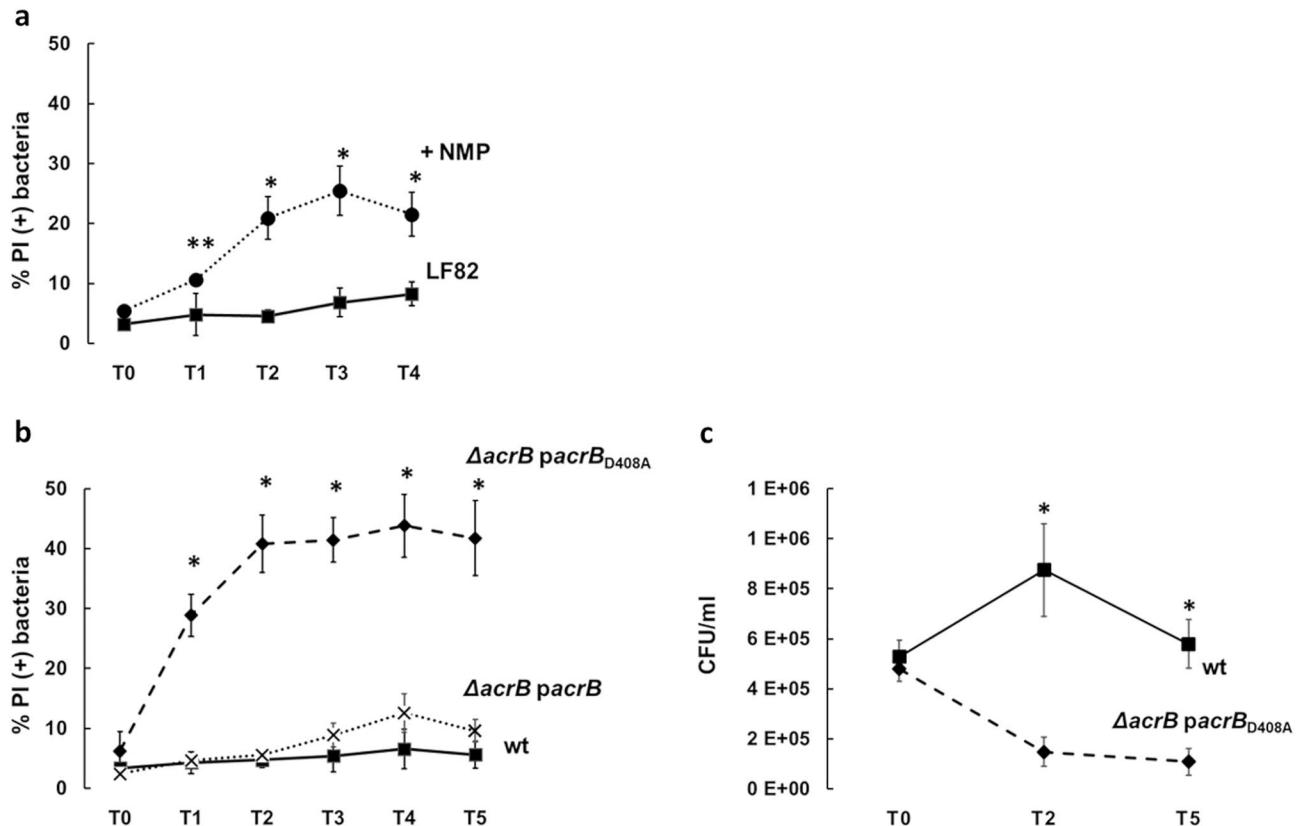 a
50
40
30
20
10
0
% PI (+) bacteria
**
*
*
*
+ NMP
LF82
T0 T1 T2 T3 T4
b
50
40
30
20
10
0
% PI (+) bacteria
*
*
*
*
*
ΔacrB pacrBD408A
ΔacrB pacrB
wt
T0 T1 T2 T3 T4 T5
c
1 E+06
1 E+06
8 E+05
6 E+05
4 E+05
2 E+05
0 E+00
CFU/ml
*
*
wt
ΔacrB pacrBD408A
T0 T2 T5